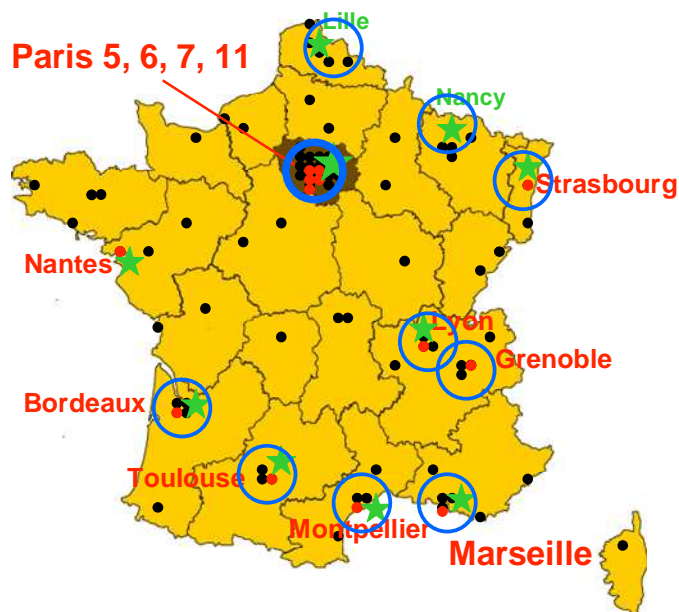 Lille
Paris 5, 6, 7, 11
Nancy
Strasbourg
Nantes
Lyon
Grenoble
Bordeaux
Toulouse
Montpellier
Marseille